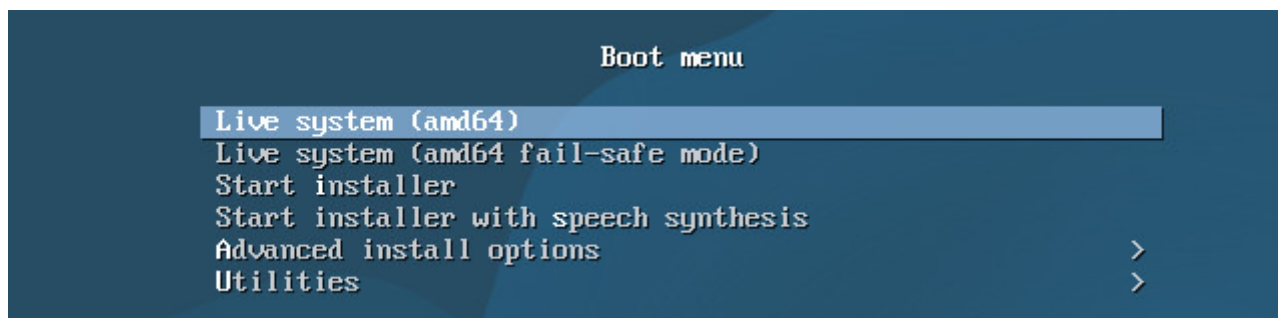 Boot menu
Live system (amd64)
Live system (amd64 fail-safe mode)
Start installer
Start installer with speech synthesis
Advanced install options >
Utilities >